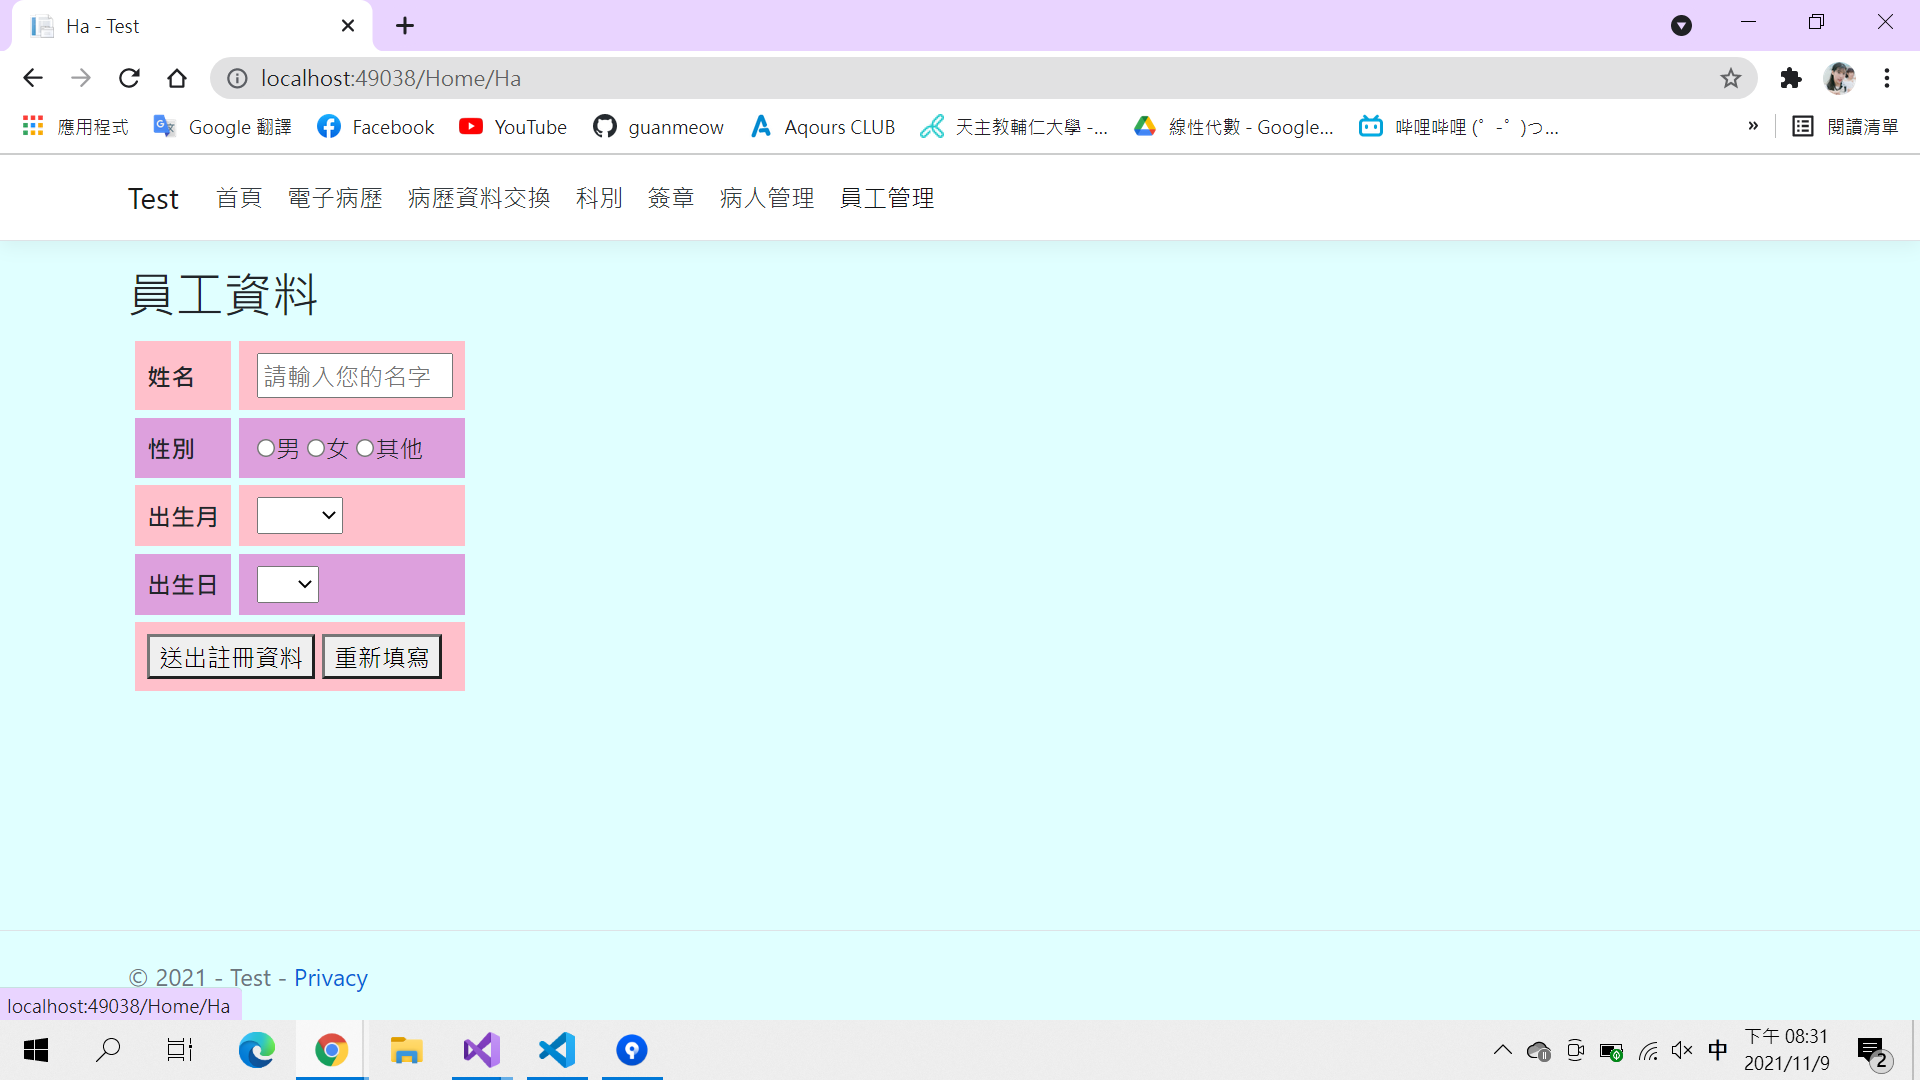 Ha - Test
localhost:49038/Home/Ha
應用程式 Google 翻譯 Facebook YouTube guanmeow Aqours CLUB 天主教輔仁大學 -... 線性代數 - Google... 哔哩哔哩 (゜-゜)つ... » 閱讀清單
Test 首頁 電子病歷 病歷資料交換 科別 簽章 病人管理 員工管理
員工資料
姓名 請輸入您的名字
性別 男 女 其他
出生月
出生日
送出註冊資料 重新填寫
© 2021 - Test - Privacy
localhost:49038/Home/Ha
中 下午 08:31
2021/11/9
2